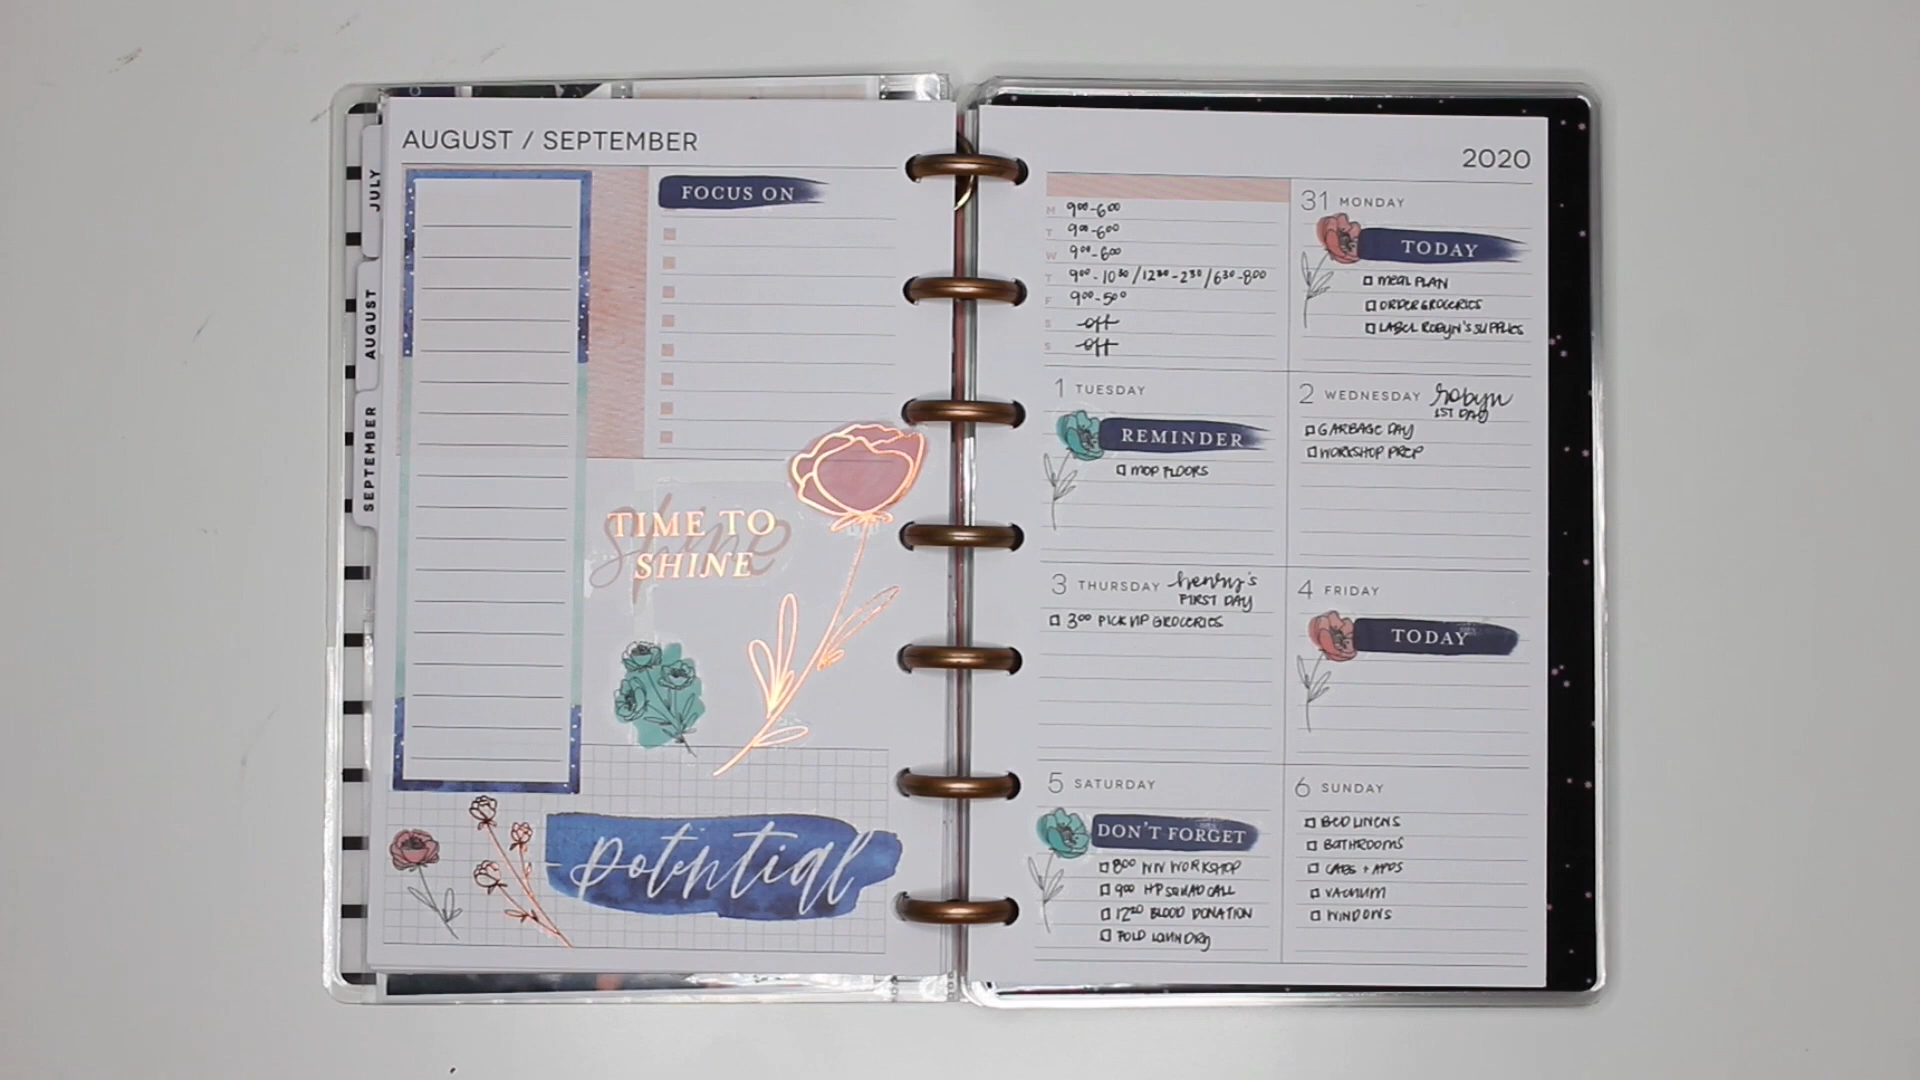 AUGUST / SEPTEMBER
JULY
AUGUST
SEPTEMBER
FOCUS ON
shine
TIME TO
SHINE
potential
2020
M 9⁰⁰-6⁰⁰
T 9⁰⁰-6⁰⁰
W 9⁰⁰-6⁰⁰
T 9⁰⁰-10³⁰/12³⁰-2³⁰/6³⁰-8⁰⁰
F 9⁰⁰-5⁰⁰
S off
S off
31 MONDAY
TODAY
MEAL PLAN
ORDER GROCERIES
LABEL ROBYN'S SUPPLIES
1 TUESDAY
REMINDER
MOP FLOORS
2 WEDNESDAY robyn
1ST DAY
GARBAGE DAY
WORKSHOP PREP
3 THURSDAY henry's
FIRST DAY
3⁰⁰ PICK UP GROCERIES
4 FRIDAY
TODAY
5 SATURDAY
DON'T FORGET
8⁰⁰ WORKSHOP
9⁰⁰ HP SQUAD CALL
BLOOD DONATION
FOLD LAUNDRY
6 SUNDAY
BED LINENS
BATHROOMS
VACUUM
WINDOWS